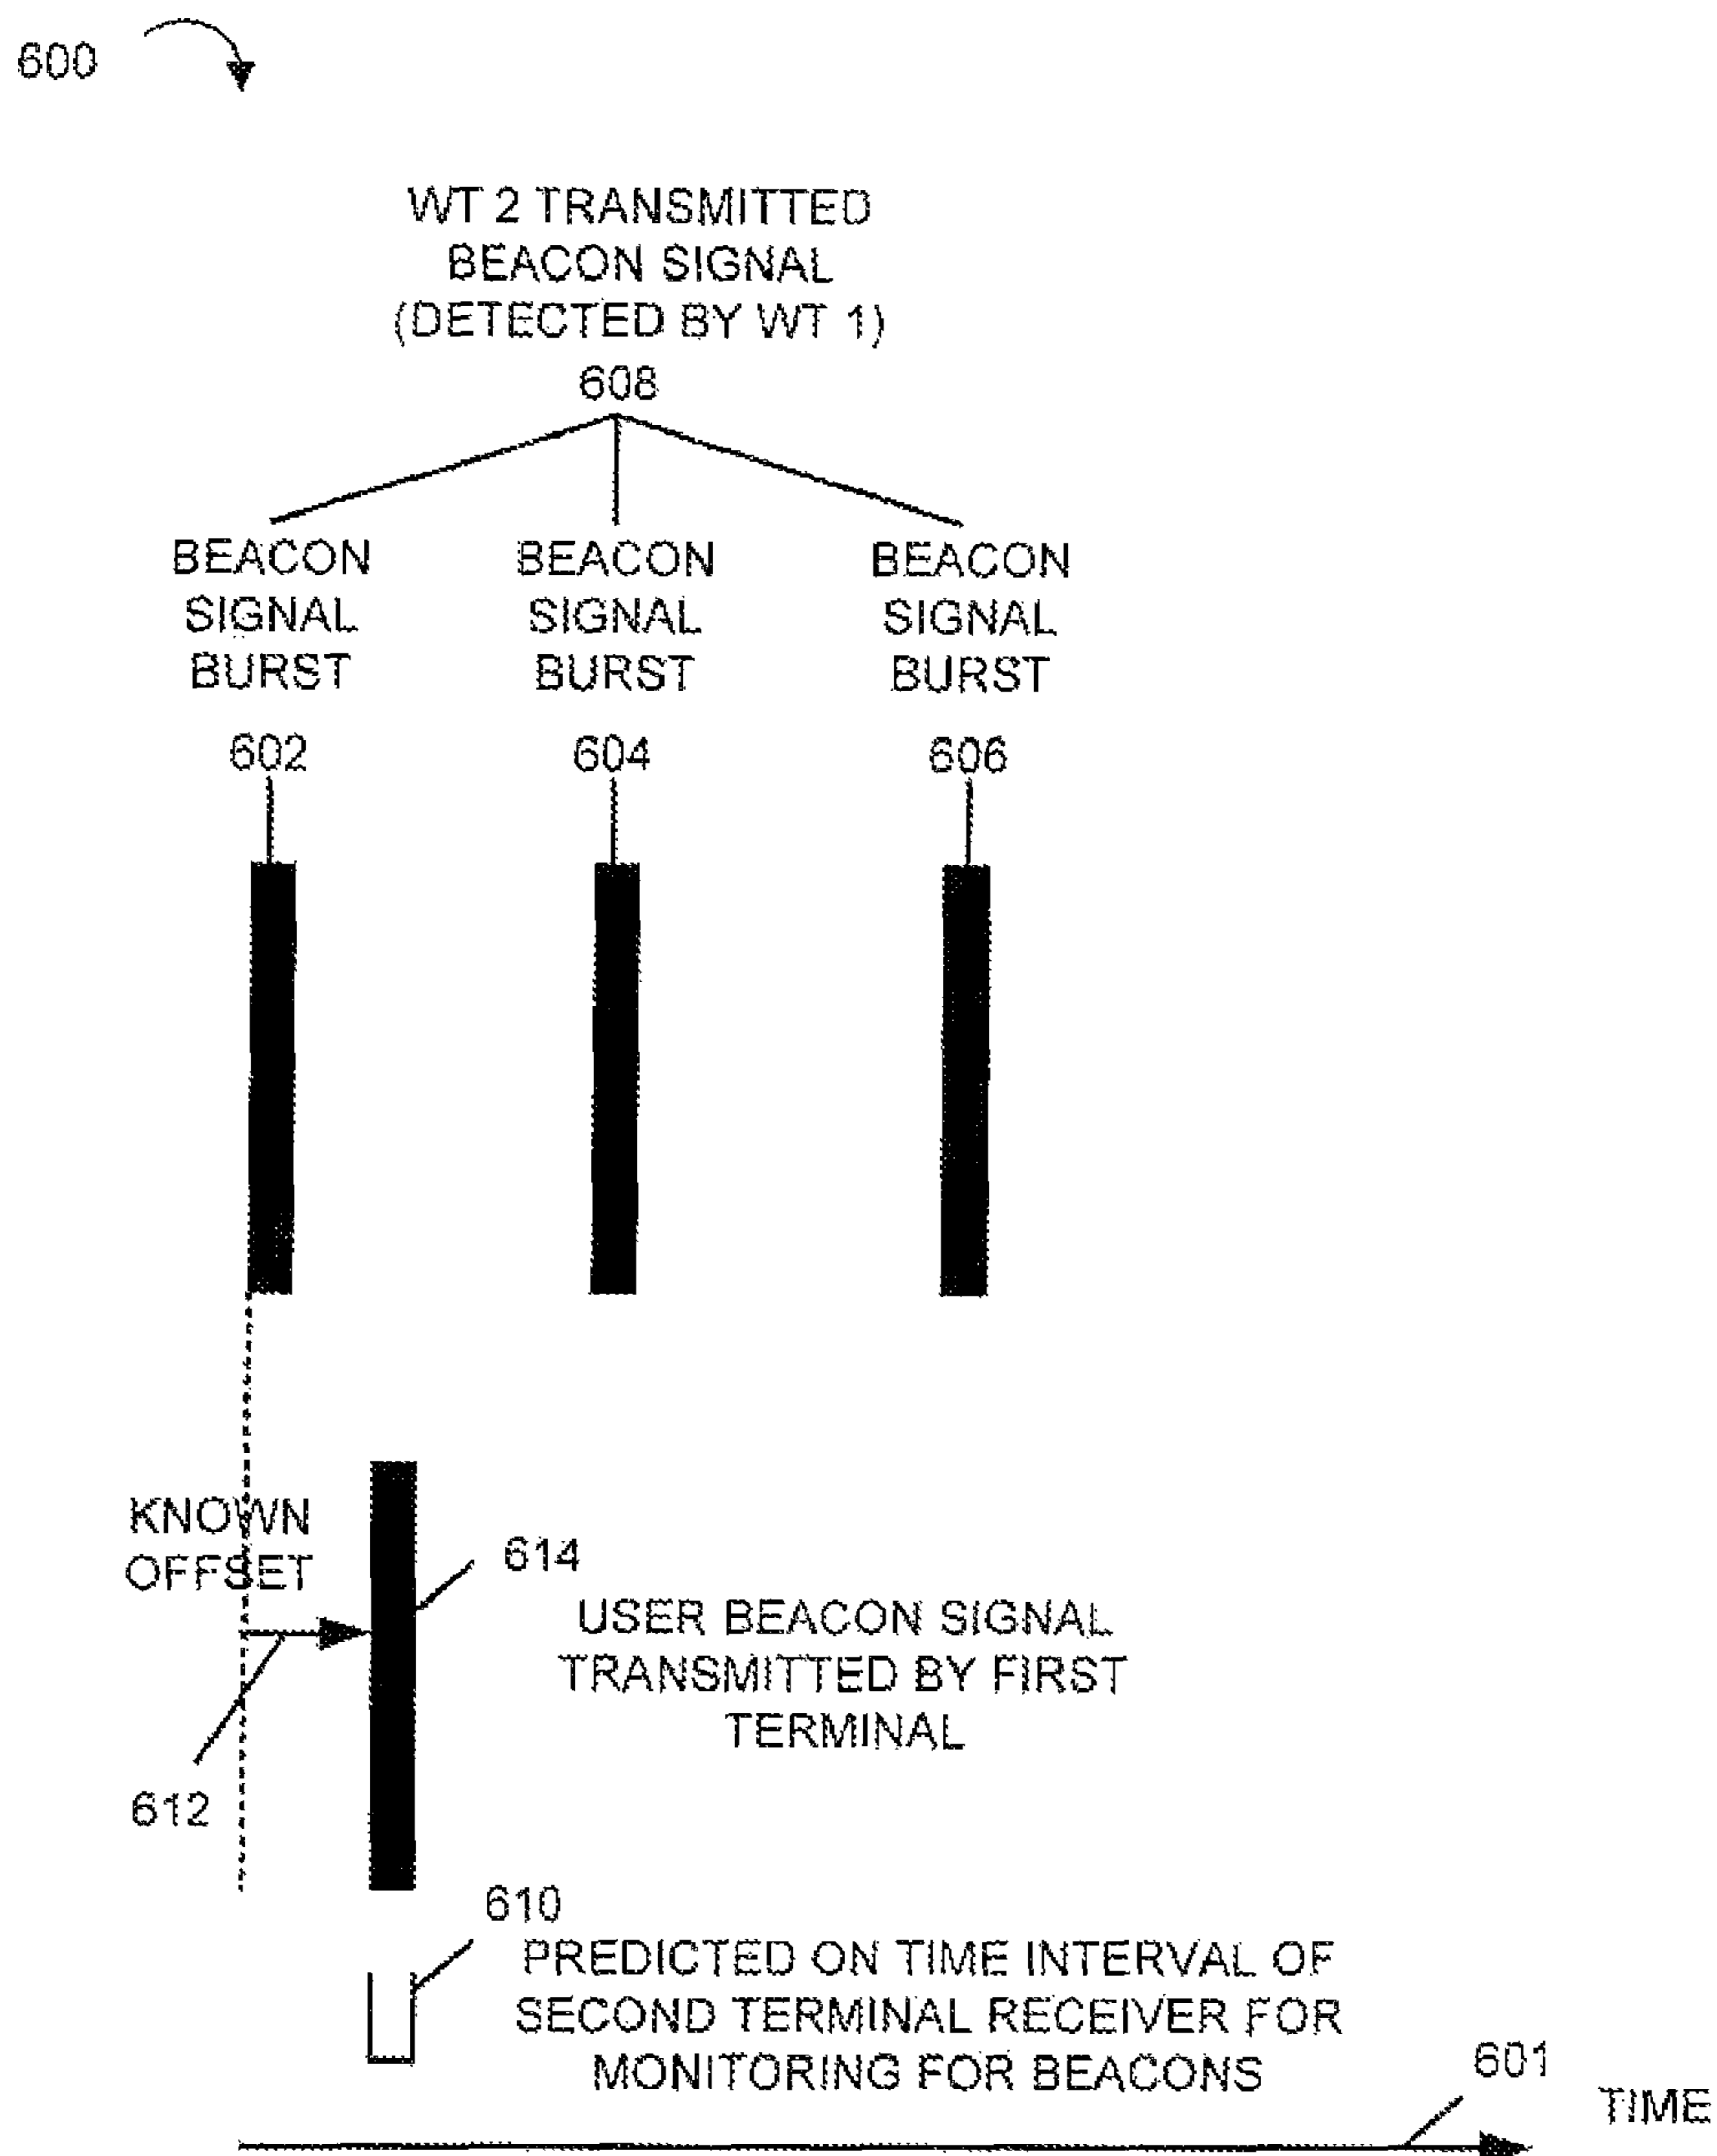 600
WT 2 TRANSMITTED
BEACON SIGNAL
(DETECTED BY WT 1)
608
BEACON
SIGNAL
BURST
602
BEACON
SIGNAL
BURST
604
BEACON
SIGNAL
BURST
606
KNOWN
OFFSET
612
614
USER BEACON SIGNAL
TRANSMITTED BY FIRST
TERMINAL
610
PREDICTED ON TIME INTERVAL OF
SECOND TERMINAL RECEIVER FOR
MONITORING FOR BEACONS
601
TIME